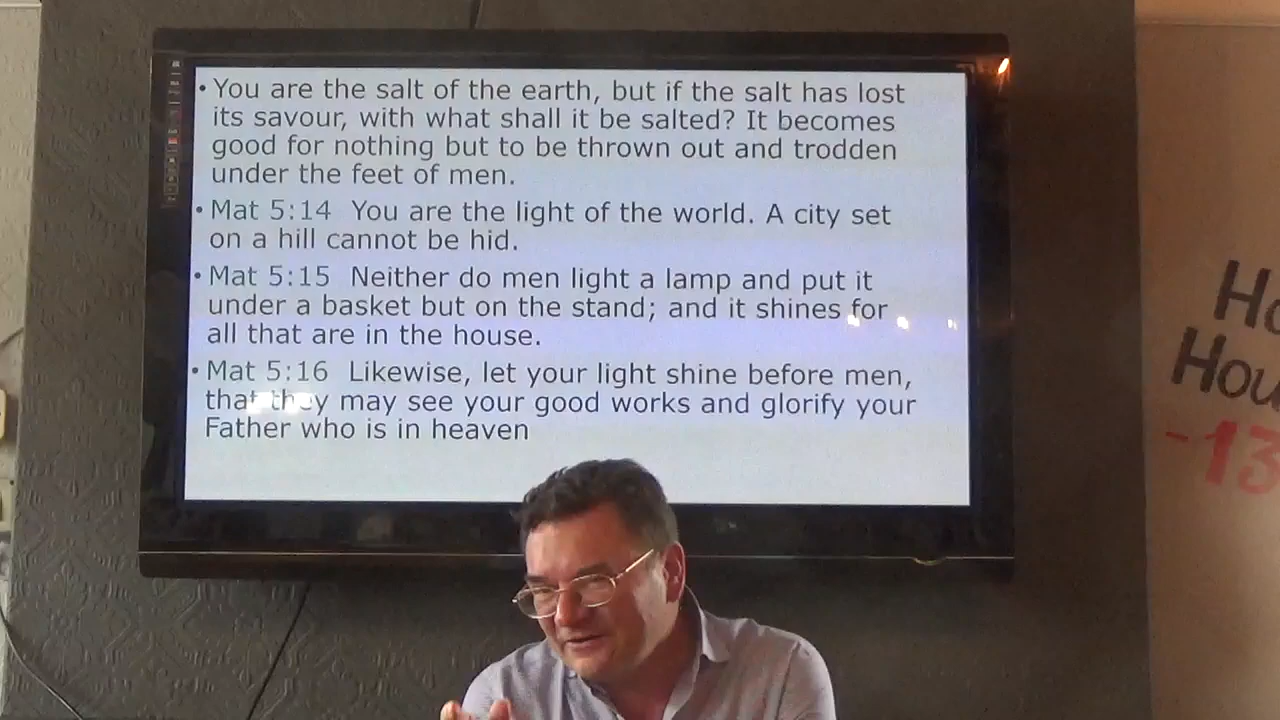 • You are the salt of the earth, but if the salt has lost
its savour, with what shall it be salted? It becomes
good for nothing but to be thrown out and trodden
under the feet of men.
• Mat 5:14 You are the light of the world. A city set
on a hill cannot be hid.
• Mat 5:15 Neither do men light a lamp and put it
under a basket but on the stand; and it shines for
all that are in the house.
• Mat 5:16 Likewise, let your light shine before men,
that they may see your good works and glorify your
Father who is in heaven
Ho
Hou
-13